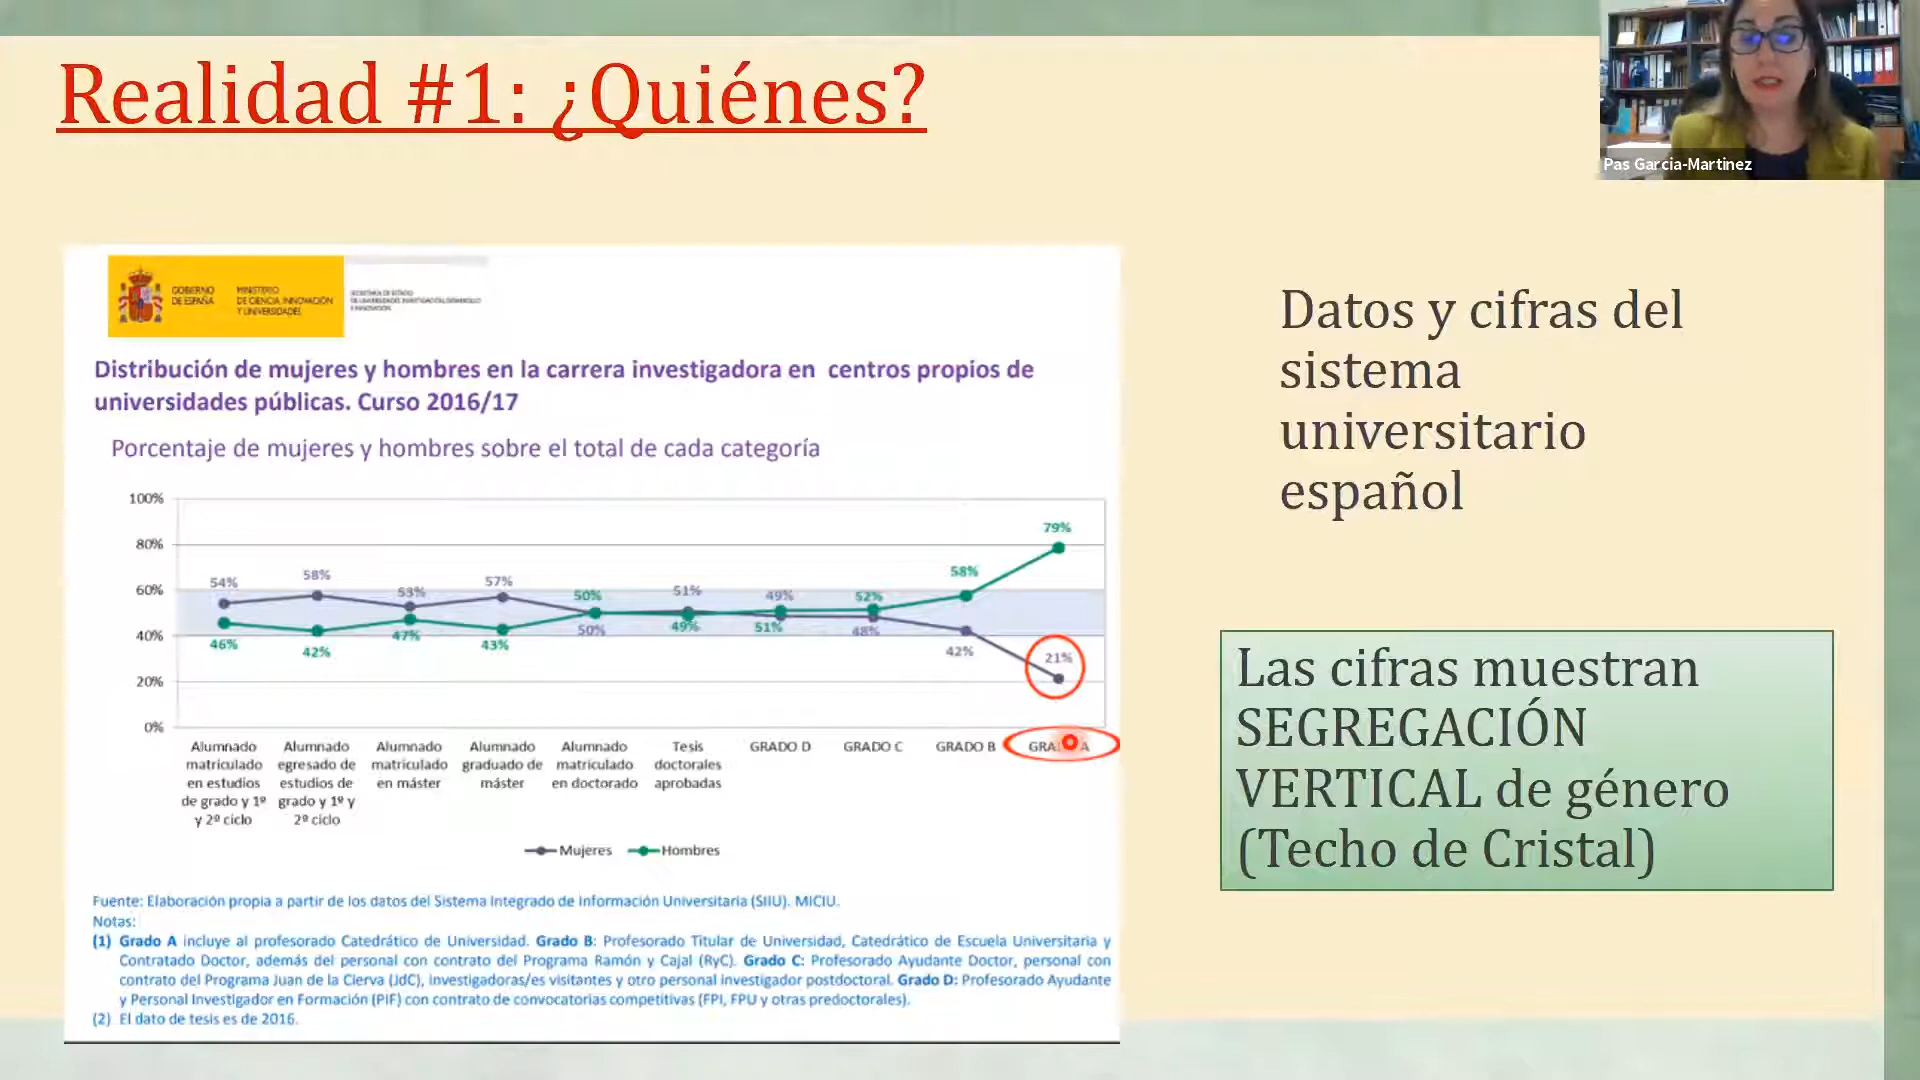 Realidad #1: ¿Quiénes?
Pas Garcia-Martinez
GOBIERNO
DE ESPAÑA
MINISTERIO
DE CIENCIA, INNOVACIÓN
Y UNIVERSIDADES
SECRETARÍA DE ESTADO
DE UNIVERSIDADES, INVESTIGACIÓN, DESARROLLO
E INNOVACIÓN
Distribución de mujeres y hombres en la carrera investigadora en centros propios de
universidades públicas. Curso 2016/17
Porcentaje de mujeres y hombres sobre el total de cada categoría
100%
80%
60%
40%
20%
0%
54%
58%
53%
57%
50%
51%
49%
52%
58%
79%
46%
42%
47%
43%
50%
49%
51%
48%
42%
21%
Alumnado
matriculado
en estudios
de grado y 1º
y 2º ciclo
Alumnado
egresado de
estudios de
grado y 1º y
2º ciclo
Alumnado
matriculado
en máster
Alumnado
graduado de
máster
Alumnado
matriculado
en doctorado
Tesis
doctorales
aprobadas
GRADO D
GRADO C
GRADO B
GRADO A
Mujeres
Hombres
Fuente: Elaboración propia a partir de los datos del Sistema Integrado de Información Universitaria (SIIU). MICIU.
Notas:
(1) Grado A incluye al profesorado Catedrático de Universidad. Grado B: Profesorado Titular de Universidad, Catedrático de Escuela Universitaria y
Contratado Doctor, además del personal con contrato del Programa Ramón y Cajal (RyC). Grado C: Profesorado Ayudante Doctor, personal con
contrato del Programa Juan de la Cierva (JdC), investigadoras/es visitantes y otro personal investigador postdoctoral. Grado D: Profesorado Ayudante
y Personal Investigador en Formación (PIF) con contrato de convocatorias competitivas (FPI, FPU y otras predoctorales).
(2) El dato de tesis es de 2016.
Datos y cifras del
sistema
universitario
español
Las cifras muestran
SEGREGACIÓN
VERTICAL de género
(Techo de Cristal)